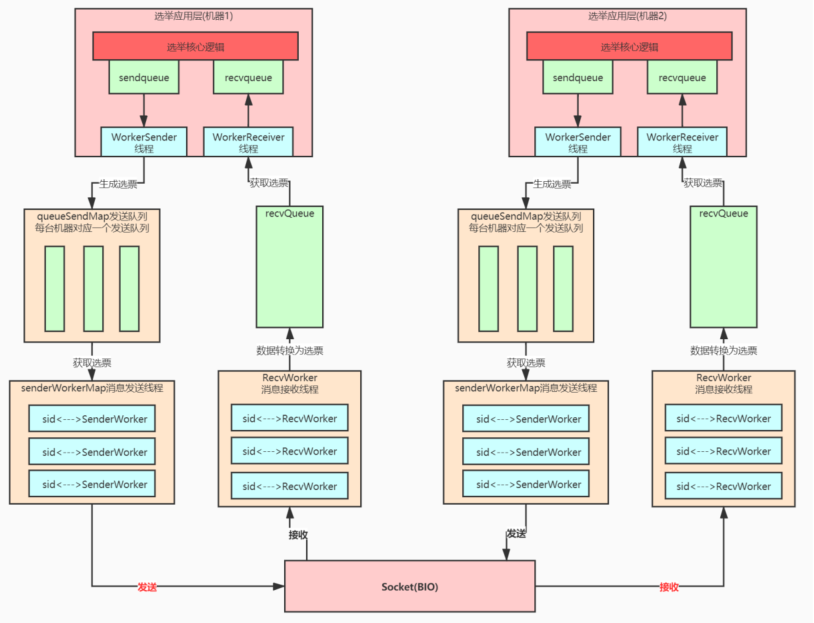 选举应用层(机器1)
选举核心逻辑
sendqueue
recvqueue
WorkerSender
线程
WorkerReceiver
线程
生成选票
获取选票
queueSendMap发送队列
每台机器对应一个发送队列
recvQueue
获取选票
数据转换为选票
senderWorkerMap消息发送线程
sid<--->SenderWorker
sid<--->SenderWorker
sid<--->SenderWorker
RecvWorker
消息接收线程
sid<--->RecvWorker
sid<--->RecvWorker
sid<--->RecvWorker
发送
接收
选举应用层(机器2)
选举核心逻辑
sendqueue
recvqueue
WorkerSender
线程
WorkerReceiver
线程
生成选票
获取选票
queueSendMap发送队列
每台机器对应一个发送队列
recvQueue
获取选票
数据转换为选票
senderWorkerMap消息发送线程
sid<--->SenderWorker
sid<--->SenderWorker
sid<--->SenderWorker
RecvWorker
消息接收线程
sid<--->RecvWorker
sid<--->RecvWorker
sid<--->RecvWorker
发送
接收
Socket(BIO)